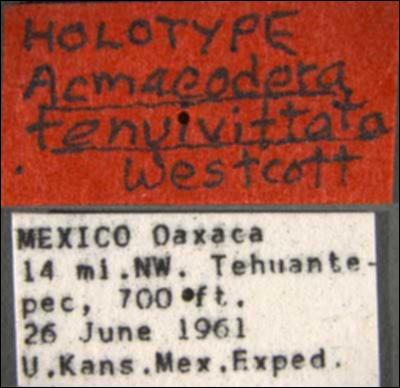 HOLOTYPE
Acmaeodera
tenuivittata
Westcott
MEXICO Oaxaca
14 mi.NW. Tehuante-
pec, 700 ft.
26 June 1961
U.Kans.Mex.Exped.